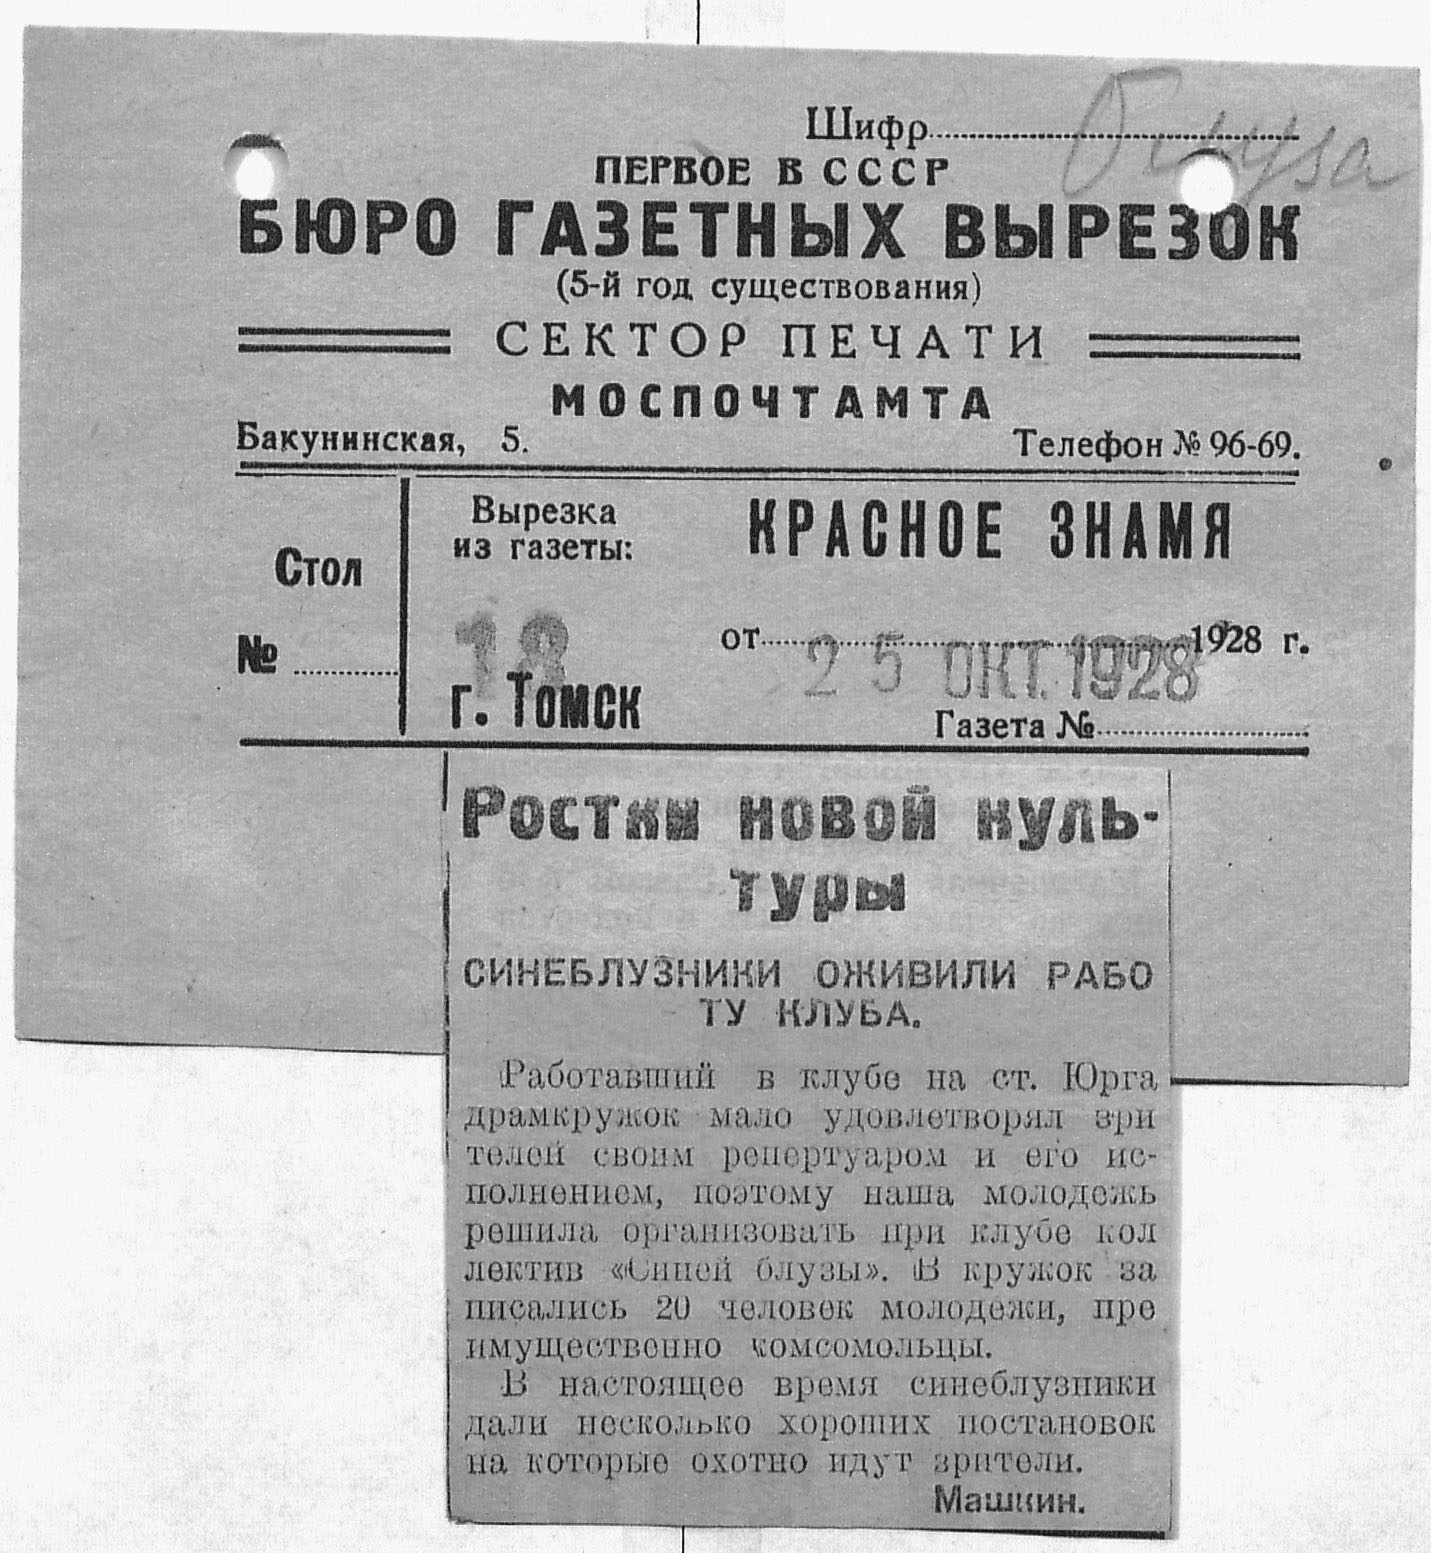 Шифр
ПЕРВОЕ В СССР
БЮРО ГАЗЕТНЫХ ВЫРЕЗОК
(5-й год существования)
СЕКТОР ПЕЧАТИ
МОСПОЧТАМТА
Бакунинская, 5. Телефон № 96-69.
Вырезка
из газеты:
КРАСНОЕ ЗНАМЯ
Стол
№
18
г. Томск
от 1928 г.
25 ОКТ. 1928
Газета №
Ростки новой куль-
туры
СИНЕБЛУЗНИКИ ОЖИВИЛИ РАБО
ТУ КЛУБА.
Работавший в клубе на ст. Юрга
драмкружок мало удовлетворял зри
телей своим репертуаром и его ис-
полнением, поэтому наша молодежь
решила организовать при клубе кол
лектив «Синей блузы». В кружок за
писались 20 человек молодежи, пре
имущественно комсомольцы.
В настоящее время синеблузники
дали несколько хороших постановок
на которые охотно идут зрители.
Машкин.